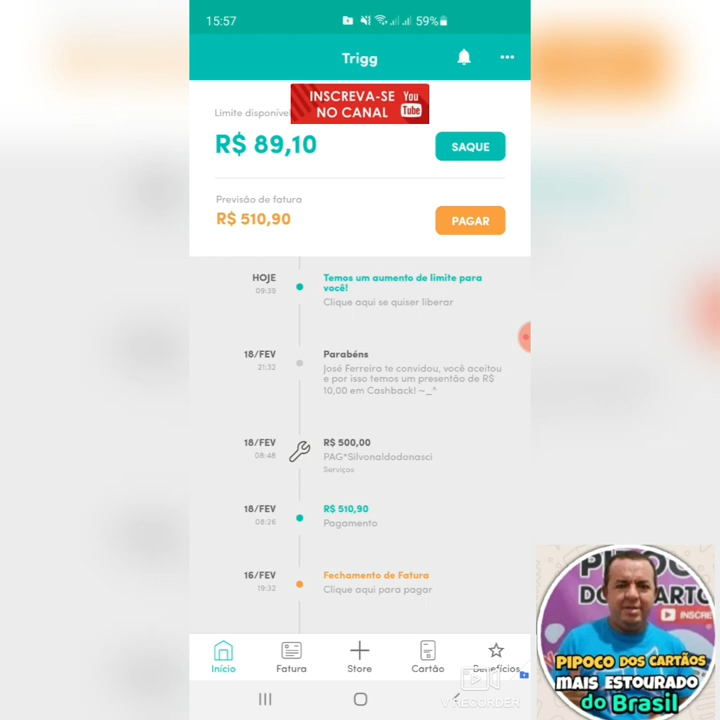 15:57
59%
Trigg
INSCREVA-SE
NO CANAL
You
Tube
Limite disponível
R$ 89,10
SAQUE
Previsão de fatura
R$ 510,90
PAGAR
HOJE
09:35
Temos um aumento de limite para
você!
Clique aqui se quiser liberar
18/FEV
21:32
Parabéns
José Ferreira te convidou, você aceitou
e por isso temos um presentão de R$
10,00 em Cashback! ~_^
18/FEV
08:48
R$ 500,00
PAG*Silvonaldodonasci
Serviços
18/FEV
08:26
R$ 510,90
Pagamento
16/FEV
19:32
Fechamento de Fatura
Clique aqui para pagar
Início
Fatura
Store
Cartão
Benefícios
V RECORDER
INSCRE
PIPOCO DOS CARTÕES
MAIS ESTOURADO
do Brasil